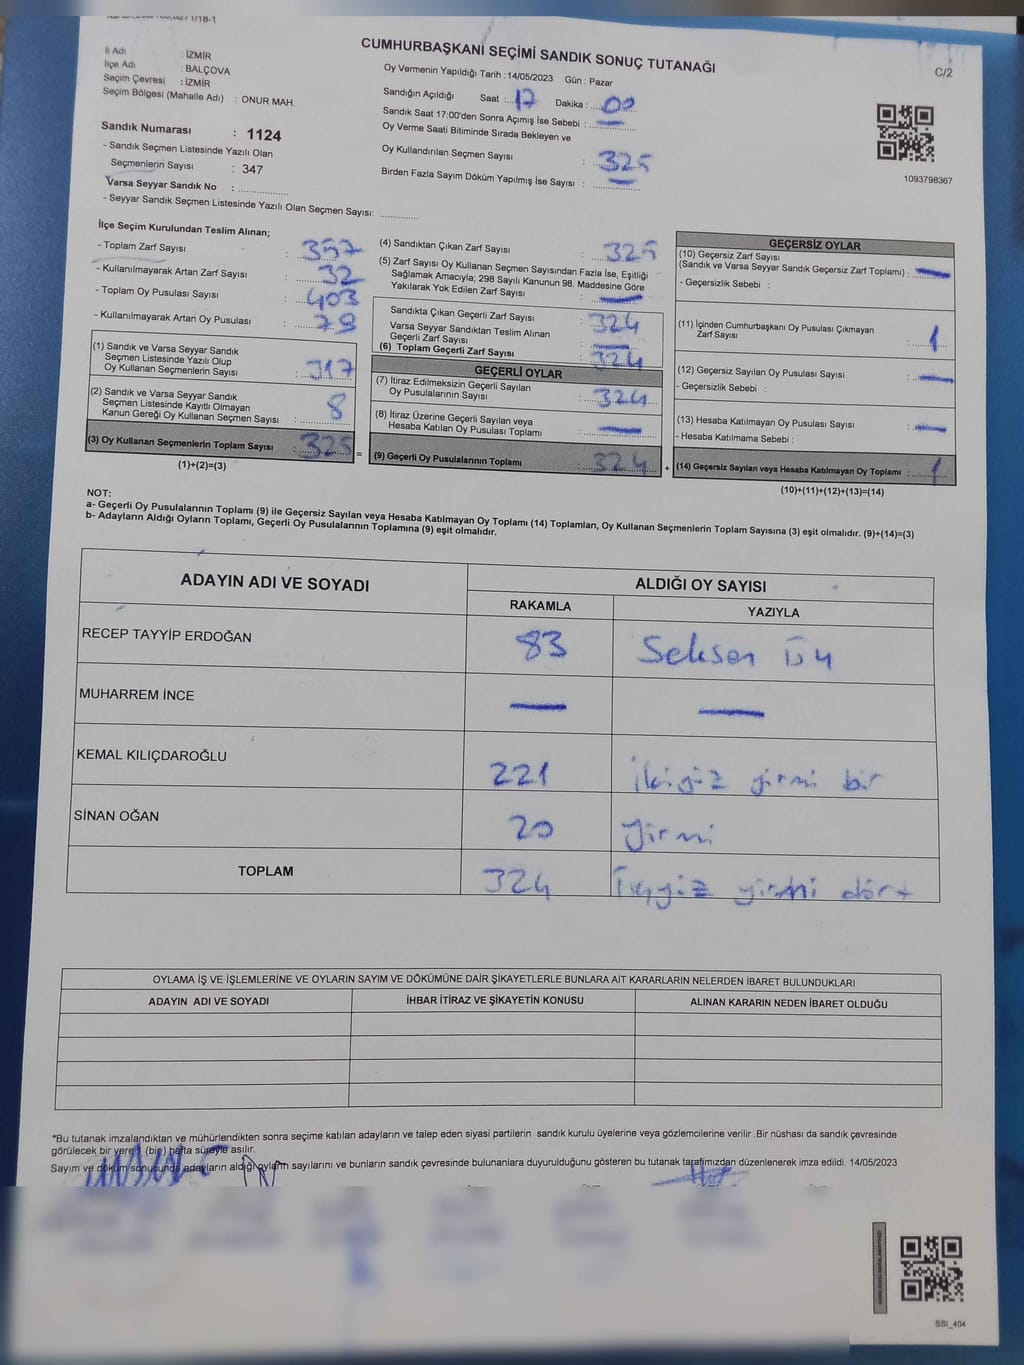 CUMHURBAŞKANI SEÇİMİ SANDIK SONUÇ TUTANAĞI
C/2
İl Adı : İZMİR
İlçe Adı : BALÇOVA
Seçim Çevresi : İZMİR
Seçim Bölgesi (Mahalle Adı) : ONUR MAH.
Sandık Numarası : 1124
- Sandık Seçmen Listesinde Yazılı Olan
Seçmenlerin Sayısı : 347
Varsa Seyyar Sandık No : ..............
- Seyyar Sandık Seçmen Listesinde Yazılı Olan Seçmen Sayısı: ............
Oy Vermenin Yapıldığı Tarih : 14/05/2023 Gün : Pazar
Sandığın Açıldığı Saat : 17 Dakika : 00
Sandık Saat 17:00'den Sonra Açımış İse Sebebi : —
Oy Verme Saati Bitiminde Sırada Bekleyen ve
Oy Kullandırılan Seçmen Sayısı : 325
Birden Fazla Sayım Döküm Yapılmış İse Sayısı : —
1093798367
İlçe Seçim Kurulundan Teslim Alınan;
- Toplam Zarf Sayısı : 357
- Kullanılmayarak Artan Zarf Sayısı : 32
- Toplam Oy Pusulası Sayısı : 403
- Kullanılmayarak Artan Oy Pusulası : 78
(1) Sandık ve Varsa Seyyar Sandık
Seçmen Listesinde Yazılı Olup
Oy Kullanan Seçmenlerin Sayısı : 317
(2) Sandık ve Varsa Seyyar Sandık
Seçmen Listesinde Kayıtlı Olmayan
Kanun Gereği Oy Kullanan Seçmen Sayısı : 8
(3) Oy Kullanan Seçmenlerin Toplam Sayısı : 325 =
(1)+(2)=(3)
(4) Sandıktan Çıkan Zarf Sayısı : 325
(5) Zarf Sayısı Oy Kullanan Seçmen Sayısından Fazla İse, Eşitliği
Sağlamak Amacıyla; 298 Sayılı Kanunun 98. Maddesine Göre
Yakılarak Yok Edilen Zarf Sayısı : —
Sandıkta Çıkan Geçerli Zarf Sayısı : 324
Varsa Seyyar Sandıktan Teslim Alınan
Geçerli Zarf Sayısı : —
(6) Toplam Geçerli Zarf Sayısı : 324
GEÇERLİ OYLAR
(7) İtiraz Edilmeksizin Geçerli Sayılan
Oy Pusulalarının Sayısı : 324
(8) İtiraz Üzerine Geçerli Sayılan veya
Hesaba Katılan Oy Pusulası Toplamı : —
(9) Geçerli Oy Pusulalarının Toplamı : 324 +
GEÇERSİZ OYLAR
(10) Geçersiz Zarf Sayısı
(Sandık ve Varsa Seyyar Sandık Geçersiz Zarf Toplamı) : —
- Geçersizlik Sebebi :
(11) İçinden Cumhurbaşkanı Oy Pusulası Çıkmayan
Zarf Sayısı : 1
(12) Geçersiz Sayılan Oy Pusulası Sayısı : —
- Geçersizlik Sebebi :
(13) Hesaba Katılmayan Oy Pusulası Sayısı : —
- Hesaba Katılmama Sebebi :
(14) Geçersiz Sayılan veya Hesaba Katılmayan Oy Toplamı : 1
(10)+(11)+(12)+(13)=(14)
NOT:
a- Geçerli Oy Pusulalarının Toplamı (9) ile Geçersiz Sayılan veya Hesaba Katılmayan Oy Toplamı (14) Toplamları, Oy Kullanan Seçmenlerin Toplam Sayısına (3) eşit olmalıdır. (9)+(14)=(3)
b- Adayların Aldığı Oyların Toplamı, Geçerli Oy Pusulalarının Toplamına (9) eşit olmalıdır.
ADAYIN ADI VE SOYADI ALDIĞI OY SAYISI
RAKAMLA YAZIYLA
RECEP TAYYİP ERDOĞAN 83 Seksen
MUHARREM İNCE — —
KEMAL KILIÇDAROĞLU 221 ikiyüz yirmi bir
SİNAN OĞAN 20 yirmi
TOPLAM 324 yirmi dört
OYLAMA İŞ VE İŞLEMLERİNE VE OYLARIN SAYIM VE DÖKÜMÜNE DAİR ŞİKAYETLERLE BUNLARA AİT KARARLARIN NELERDEN İBARET BULUNDUKLARI
ADAYIN ADI VE SOYADI İHBAR İTİRAZ VE ŞİKAYETİN KONUSU ALINAN KARARIN NEDEN İBARET OLDUĞU
*Bu tutanak imzalandıktan ve mühürlendikten sonra seçime katılan adayların ve talep eden siyasi partilerin sandık kurulu üyelerine veya gözlemcilerine verilir .Bir nüshası da sandık çevresinde
görülecek bir yere 1 (bir) hafta süreyle asılır.
Sayım ve döküm sonucunda adayların aldığı oyların sayılarını ve bunların sandık çevresinde bulunanlara duyurulduğunu gösteren bu tutanak tarafımızdan düzenlenerek imza edildi. 14/05/2023
SSI_404